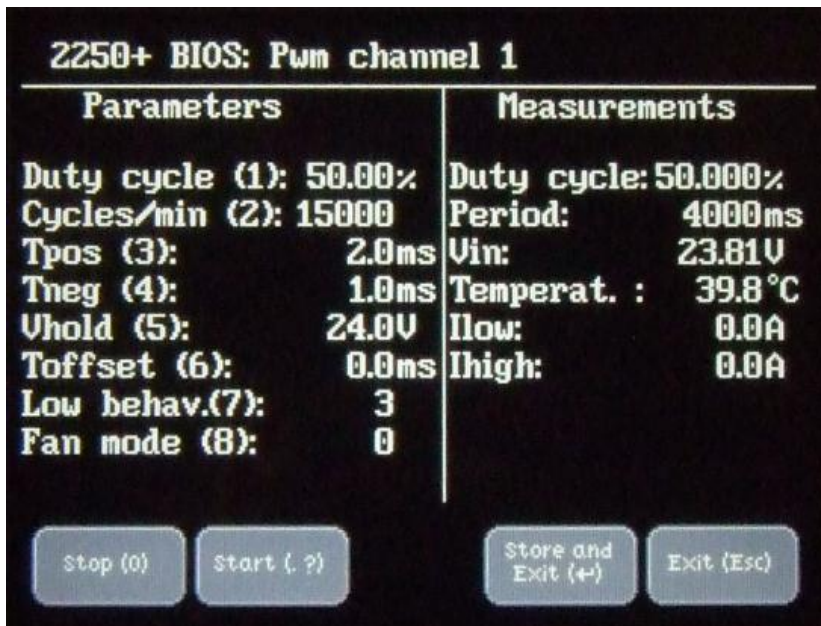 2250+ BIOS: Pwm channel 1
Parameters
Duty cycle (1): 50.00%
Cycles/min (2): 15000
Tpos (3): 2.0ms
Tneg (4): 1.0ms
Vhold (5): 24.0V
Toffset (6): 0.0ms
Low behav.(7): 3
Fan mode (8): 0
Measurements
Duty cycle: 50.000%
Period: 4000ms
Vin: 23.81V
Temperat. : 39.8°C
Ilow: 0.0A
Ihigh: 0.0A
Stop (0)
Start (. ?)
Store and
Exit (↵)
Exit (Esc)